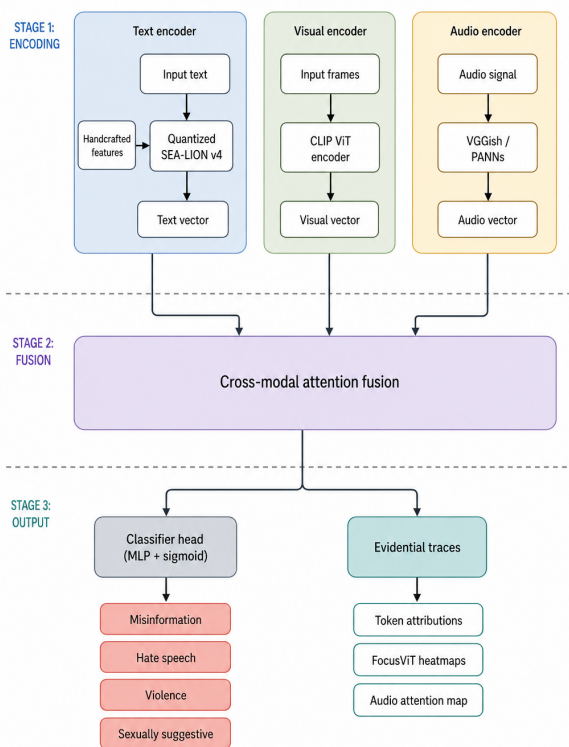 STAGE 1:
ENCODING
Text encoder
Input text
Handcrafted
features
Quantized
SEA-LION v4
Text vector
Visual encoder
Input frames
CLIP ViT
encoder
Visual vector
Audio encoder
Audio signal
VGGish /
PANNs
Audio vector
STAGE 2:
FUSION
Cross-modal attention fusion
STAGE 3:
OUTPUT
Classifier head
(MLP + sigmoid)
Misinformation
Hate speech
Violence
Sexually suggestive
Evidential traces
Token attributions
FocusViT heatmaps
Audio attention map